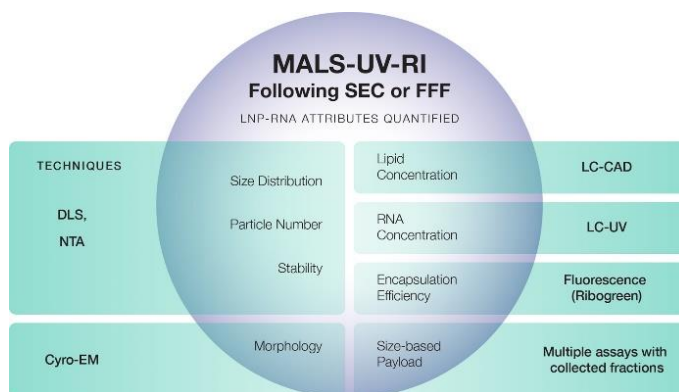 MALS-UV-RI
Following SEC or FFF
LNP-RNA ATTRIBUTES QUANTIFIED
TECHNIQUES
DLS,
NTA
Size Distribution
Particle Number
Stability
Lipid
Concentration
LC-CAD
RNA
Concentration
LC-UV
Encapsulation
Efficiency
Fluorescence
(Ribogreen)
Cyro-EM
Morphology
Size-based
Payload
Multiple assays with
collected fractions